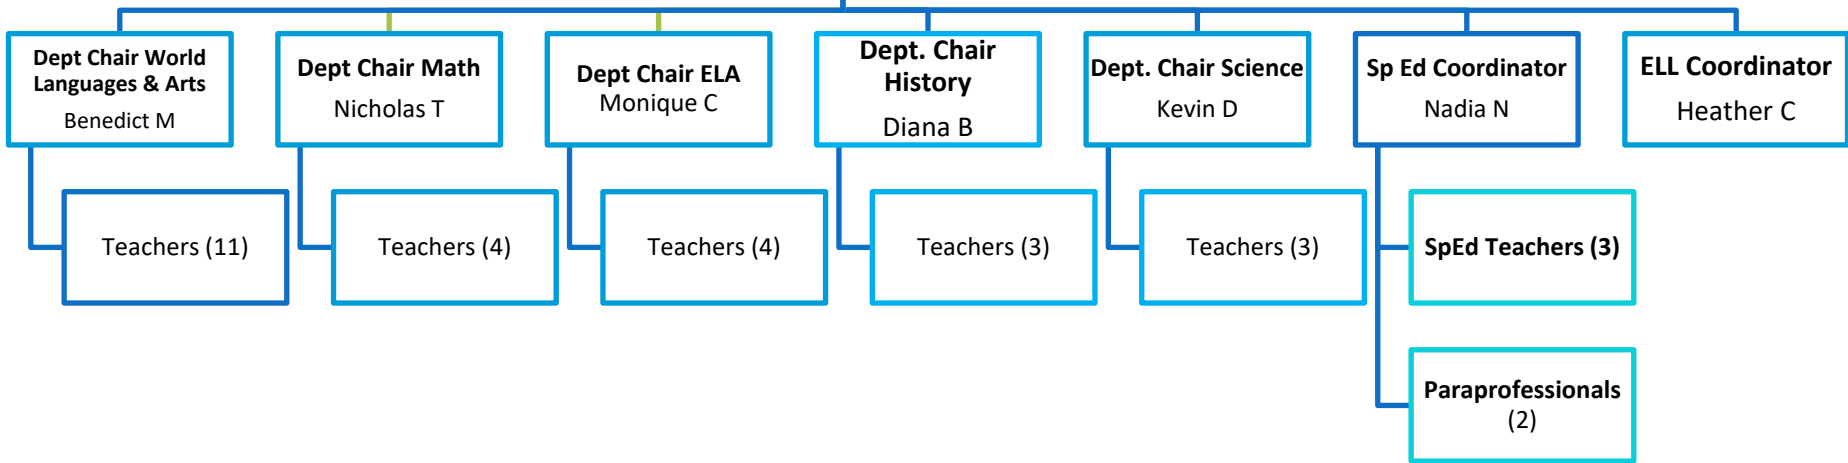 Dept Chair World
Languages & Arts
Benedict M
Dept Chair Math
Nicholas T
Dept Chair ELA
Monique C
Dept. Chair
History
Diana B
Dept. Chair Science
Kevin D
Sp Ed Coordinator
Nadia N
ELL Coordinator
Heather C
Teachers (11)
Teachers (4)
Teachers (4)
Teachers (3)
Teachers (3)
SpEd Teachers (3)
Paraprofessionals
(2)